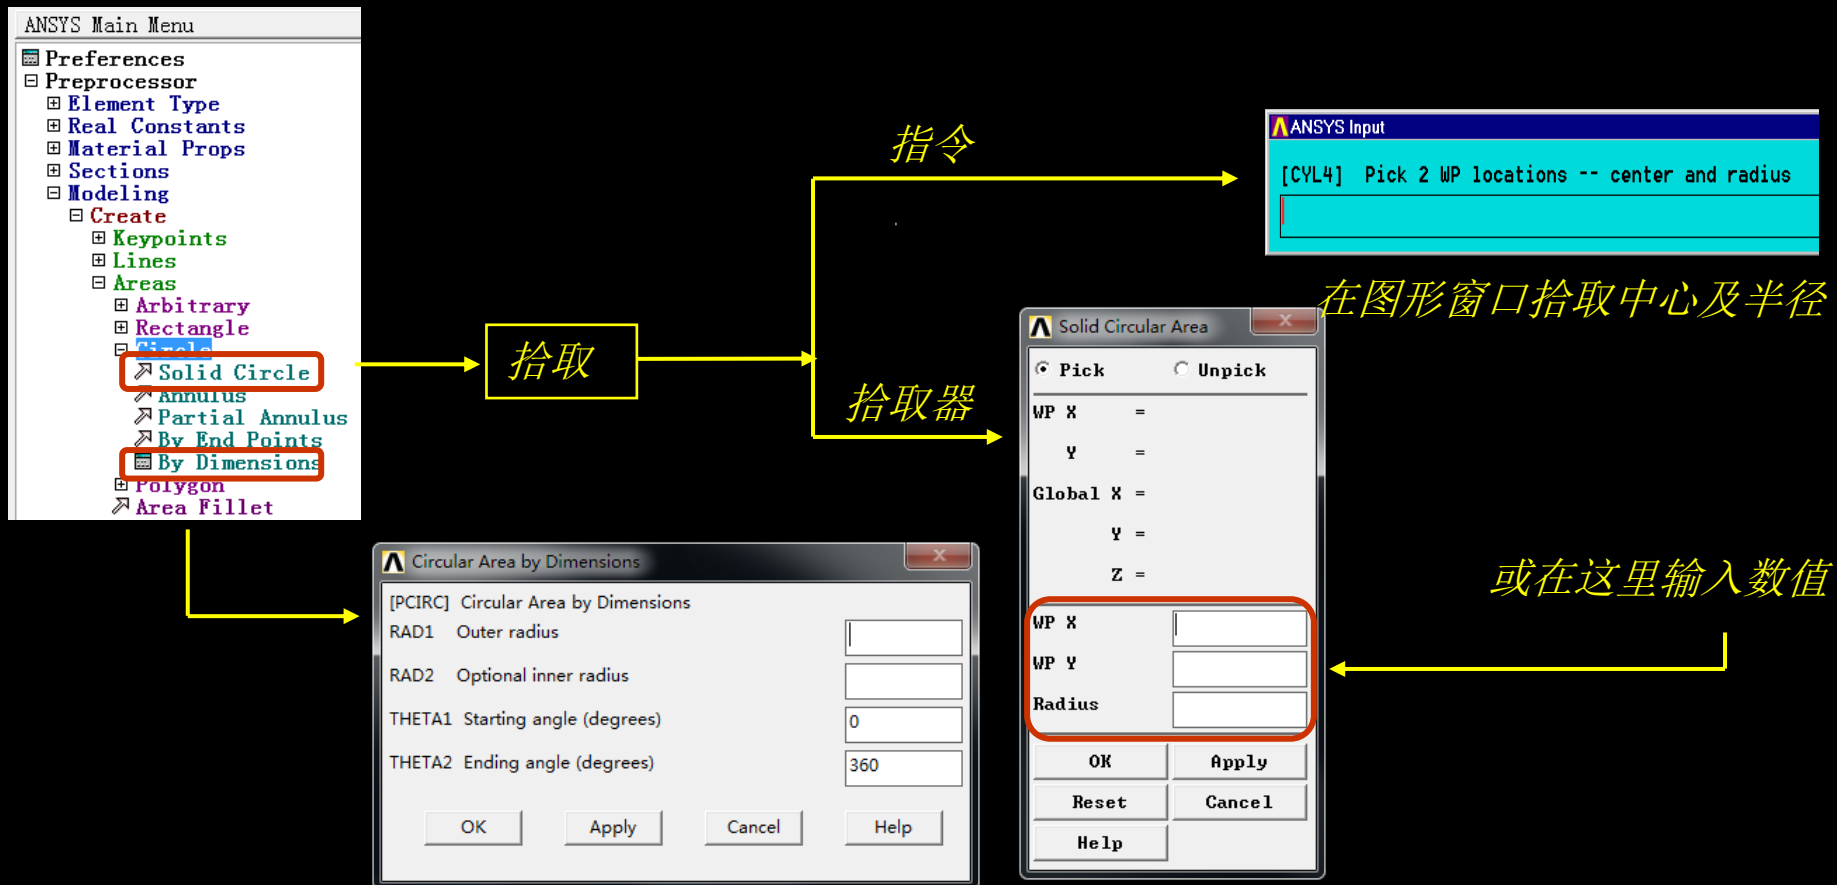 ANSYS Main Menu
Preferences
Preprocessor
Element Type
Real Constants
Material Props
Sections
Modeling
Create
Keypoints
Lines
Areas
Arbitrary
Rectangle
Circle
Solid Circle
Annulus
Partial Annulus
By End Points
By Dimensions
Polygon
Area Fillet
拾取
指令
拾取器
ANSYS Input
[CYL4] Pick 2 WP locations -- center and radius
在图形窗口拾取中心及半径
Solid Circular Area
Pick Unpick
WP X =
Y =
Global X =
Y =
Z =
WP X
WP Y
Radius
OK Apply
Reset Cancel
Help
或在这里输入数值
Circular Area by Dimensions
[PCIRC] Circular Area by Dimensions
RAD1 Outer radius
RAD2 Optional inner radius
THETA1 Starting angle (degrees) 0
THETA2 Ending angle (degrees) 360
OK Apply Cancel Help